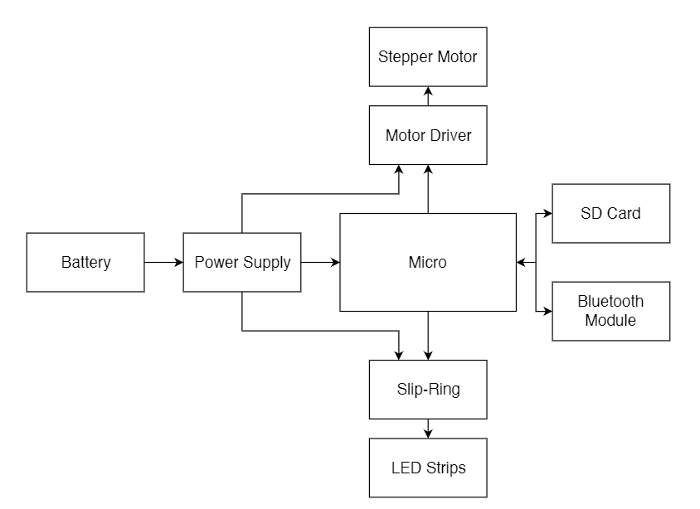 Stepper Motor
Motor Driver
SD Card
Battery
Power Supply
Micro
Bluetooth
Module
Slip-Ring
LED Strips